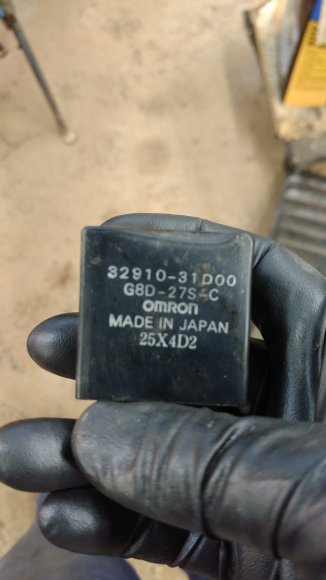 32910-31D00
G8D-27S-C
OMRON
MADE IN JAPAN
25X4D2